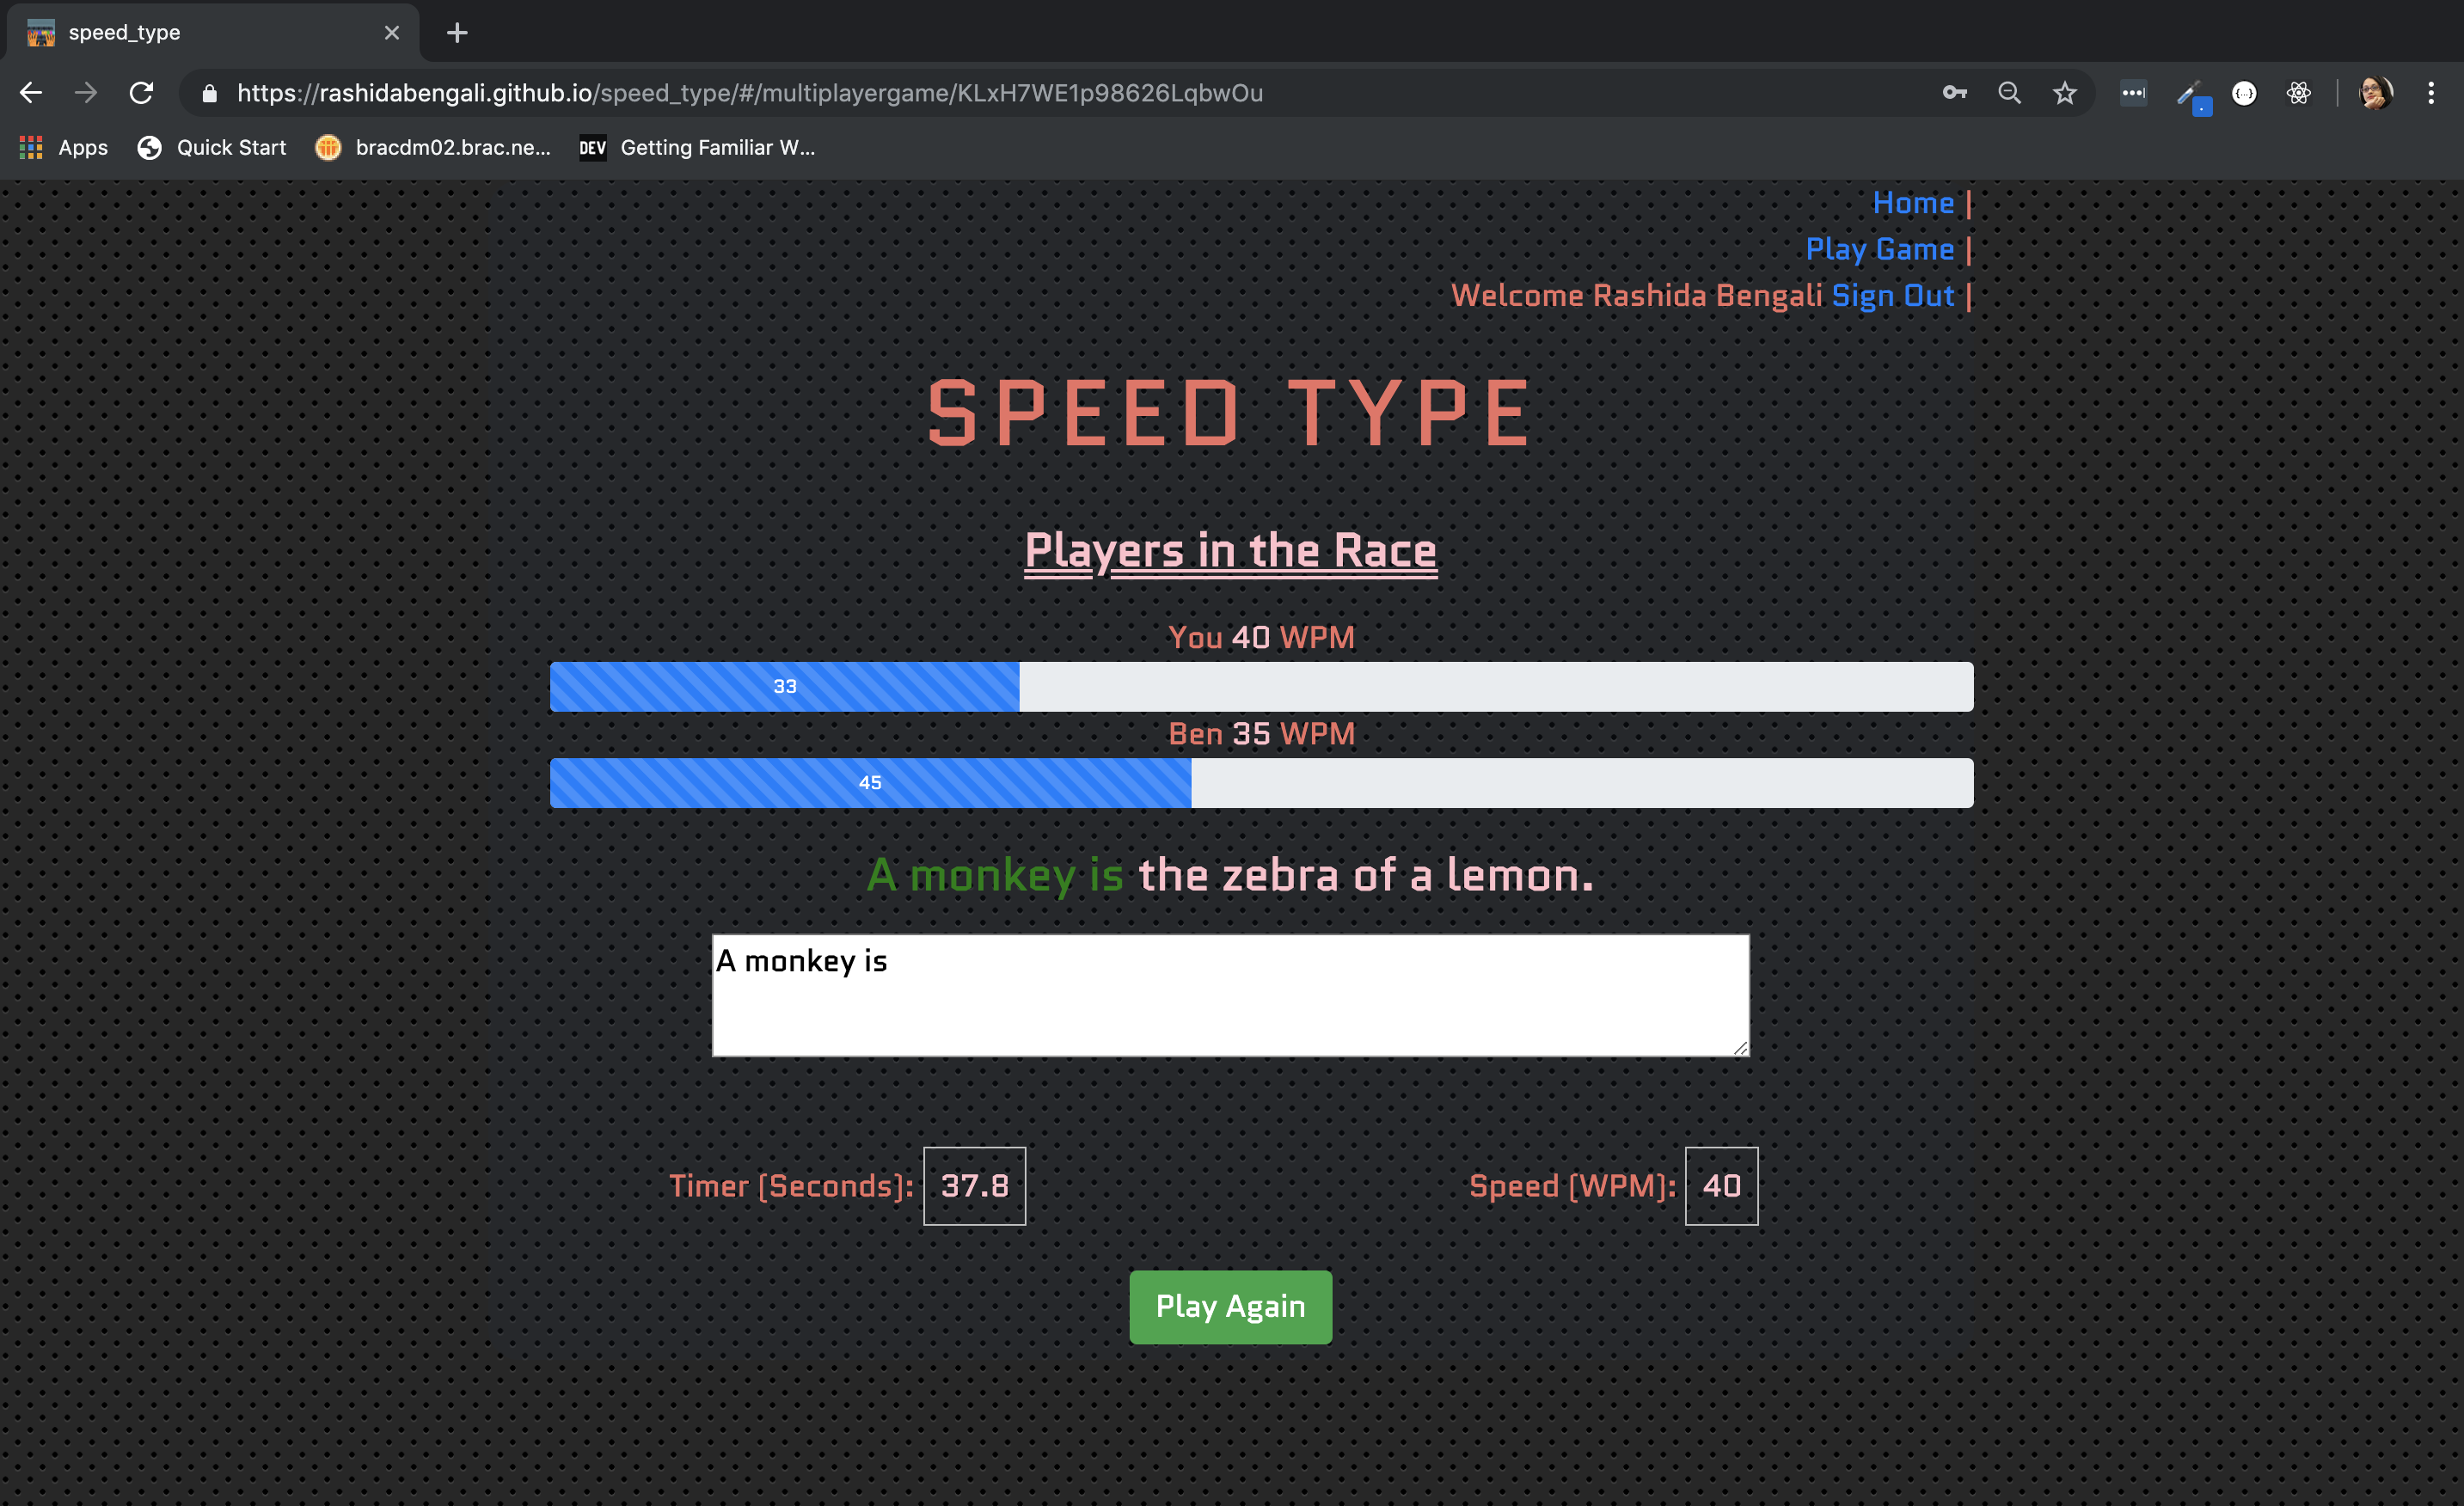 speed_type
https://rashidabengali.github.io/speed_type/#/multiplayergame/KLxH7WE1p98626LqbwOu
Apps Quick Start bracdm02.brac.ne... DEV Getting Familiar W...
Home |
Play Game |
Welcome Rashida Bengali Sign Out |
SPEED TYPE
Players in the Race
You 40 WPM
33
Ben 35 WPM
45
A monkey is the zebra of a lemon.
A monkey is
Timer (Seconds): 37.8 Speed (WPM): 40
Play Again